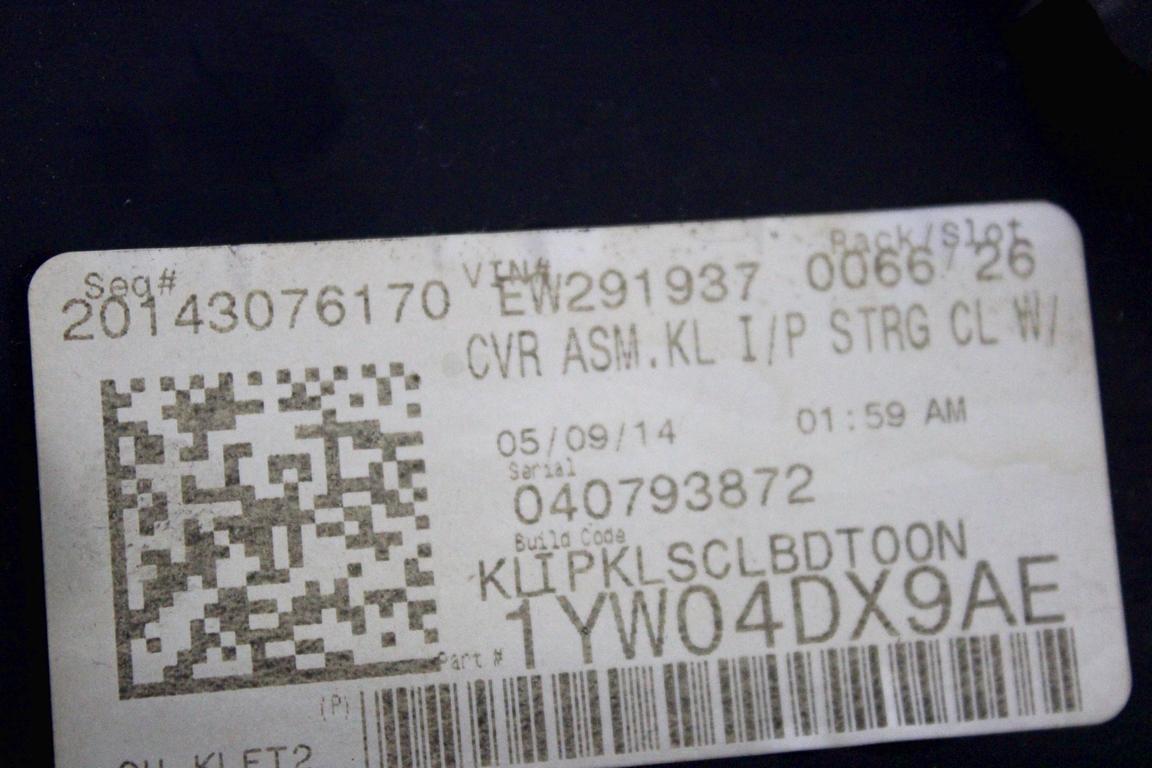 Seq# VIN# Rack/Slot
20143076170 EW291937 0066 26
CVR ASM.KL I/P STRG CL W/
05/09/14 01:59 AM
Serial
040793872
Build Code
KLIPKLSCLBDTOON
1YW04DX9AE
Part #
(P)